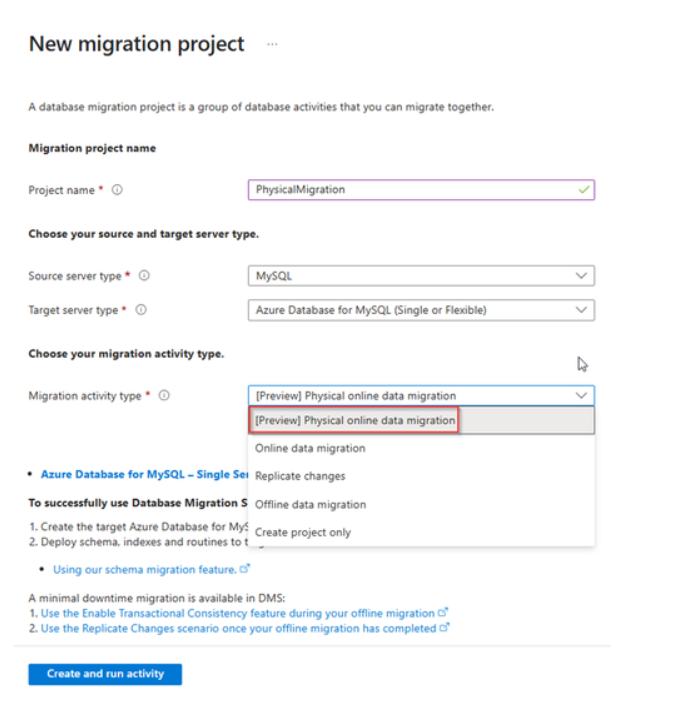 New migration project ...
A database migration project is a group of database activities that you can migrate together.
Migration project name
Project name * PhysicalMigration
Choose your source and target server type.
Source server type * MySQL
Target server type * Azure Database for MySQL (Single or Flexible)
Choose your migration activity type.
Migration activity type * [Preview] Physical online data migration
[Preview] Physical online data migration
Online data migration
Replicate changes
Offline data migration
Create project only
• Azure Database for MySQL – Single Se
To successfully use Database Migration S
1. Create the target Azure Database for My
2. Deploy schema, indexes and routines to
• Using our schema migration feature.
A minimal downtime migration is available in DMS:
1. Use the Enable Transactional Consistency feature during your offline migration
2. Use the Replicate Changes scenario once your offline migration has completed
Create and run activity